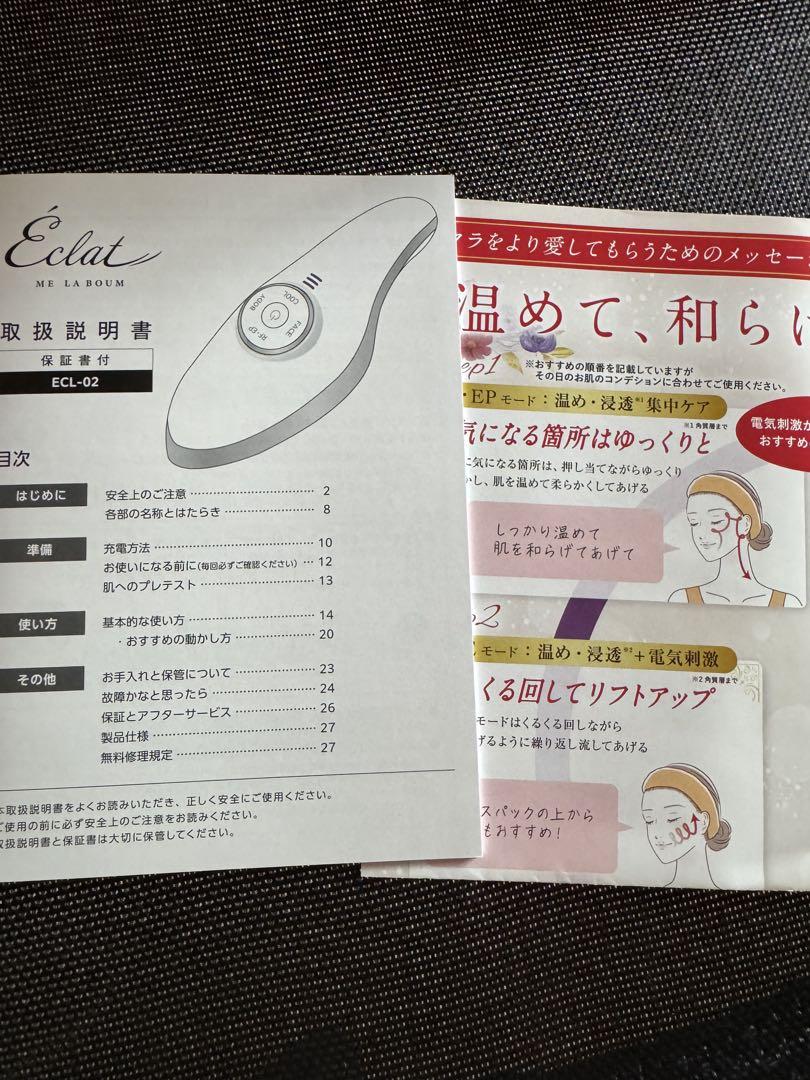 Éclat
ME LA BOUM
取扱説明書
保証書付
ECL-02
BODY
COOL
RF・EP
FACE
目次
はじめに
安全上のご注意 2
各部の名称とはたらき 8
準備
充電方法 10
お使いになる前に(毎回必ずご確認ください) 12
肌へのプレテスト 13
使い方
基本的な使い方 14
・おすすめの動かし方 20
その他
お手入れと保管について 23
故障かなと思ったら 24
保証とアフターサービス 26
製品仕様 27
無料修理規定 27
本取扱説明書をよくお読みいただき、正しく安全にご使用ください。
ご使用の前に必ず安全上のご注意をお読みください。
取扱説明書と保証書は大切に保管してください。
クラをより愛してもらうためのメッセー
温めて、和ら
ep1
※おすすめの順番を記載していますが
その日のお肌のコンデションに合わせてご使用ください。
・EPモード：温め・浸透※1集中ケア
※1 角質層まで
気になる箇所はゆっくりと
電気刺激が
おすすめ
に気になる箇所は、押し当てながらゆっくり
かし、肌を温めて柔らかくしてあげる
しっかり温めて
肌を和らげてあげて
2
モード：温め・浸透※2＋電気刺激
※2 角質層まで
くる回してリフトアップ
モードはくるくる回しながら
げるように繰り返し流してあげる
スパックの上から
もおすすめ！